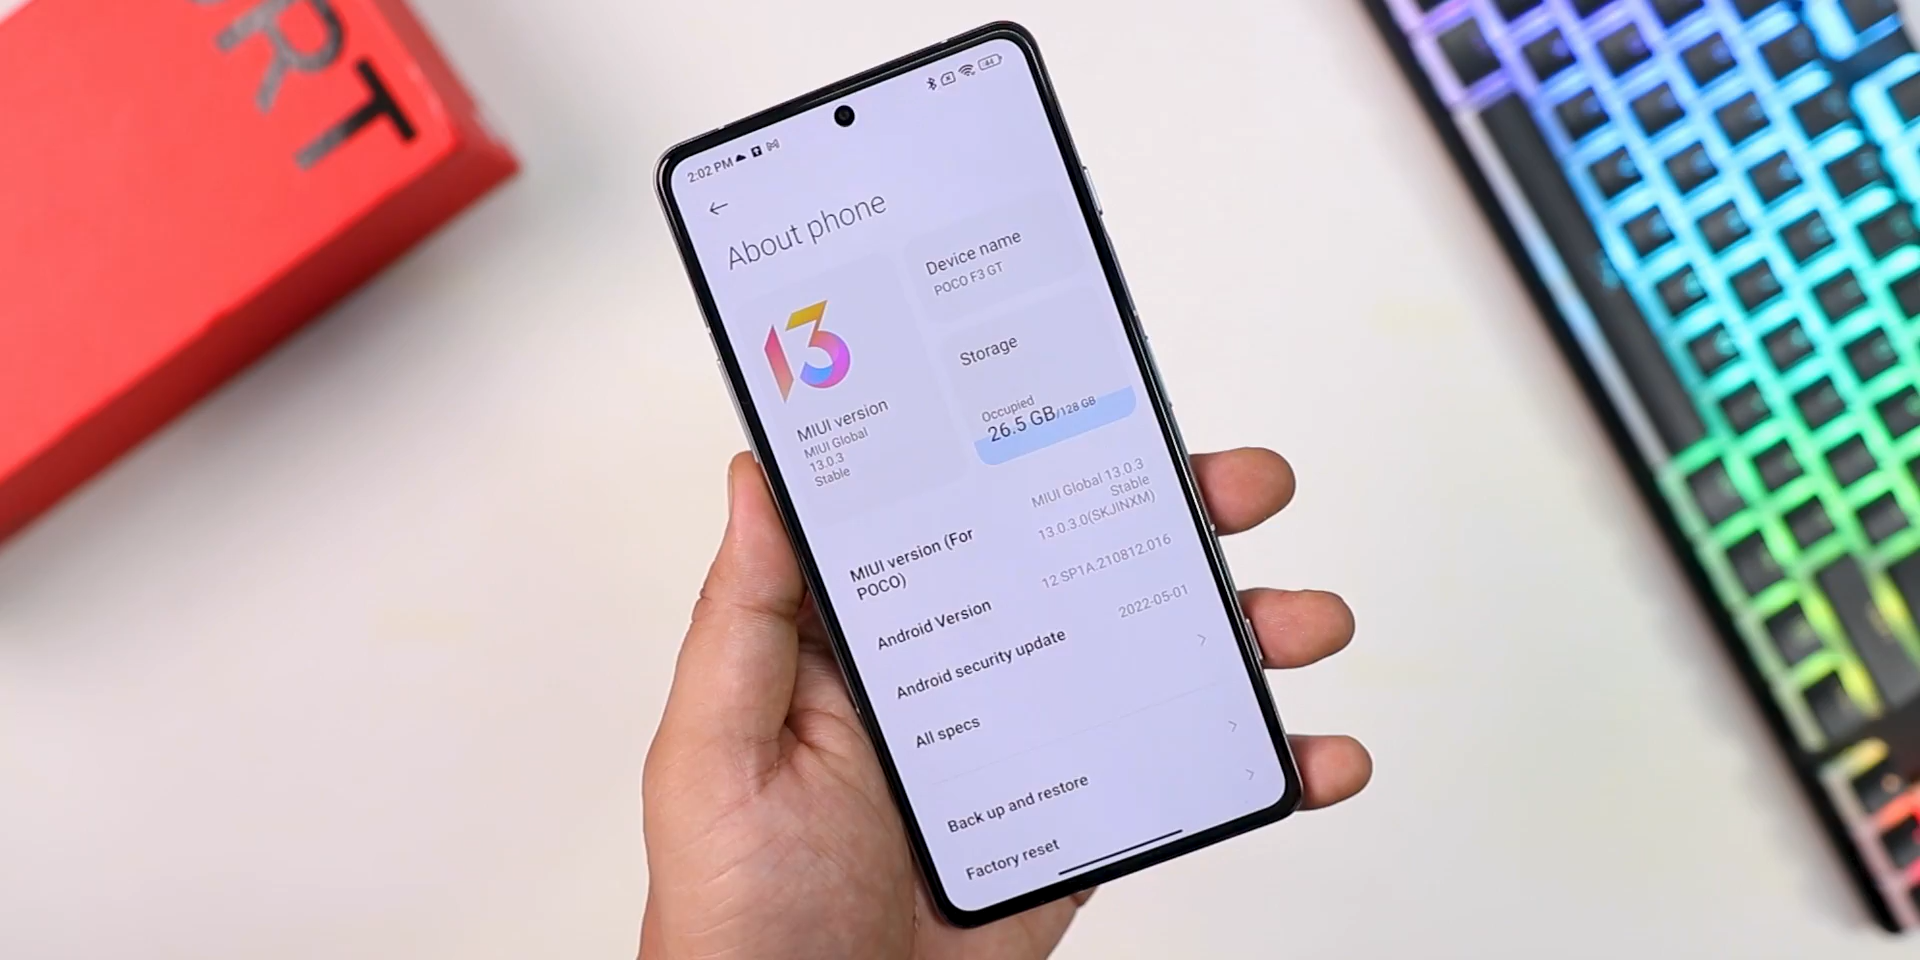 ORT
2:02 PM
44
About phone
13
MIUI version
MIUI Global
13.0.3
Stable
Device name
POCO F3 GT
Storage
Occupied
26.5 GB/128 GB
MIUI version (For
POCO)
MIUI Global 13.0.3
Stable
13.0.3.0(SKJINXM)
Android Version
12 SP1A.210812.016
Android security update
2022-05-01
All specs
Back up and restore
Factory reset